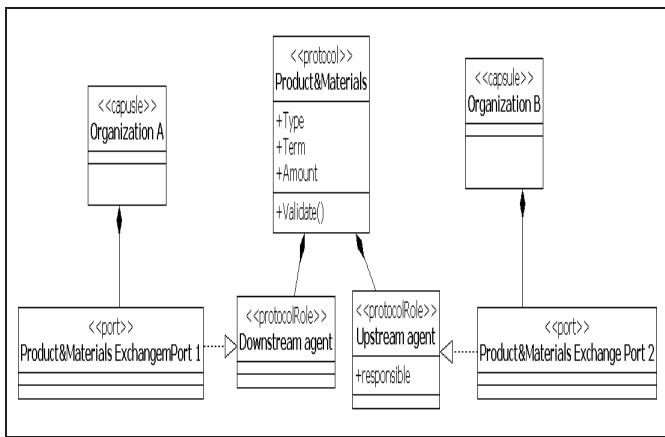 <<capusle>>
Organization A
<<protocol>>
Product&Materials
+Type
+Term
+Amount
+Validate()
<<capsule>>
Organization B
<<port>>
Product&Materials ExchangemPort 1
<<protocolRole>>
Downstream agent
<<protocolRole>>
Upstream agent
+responsible
<<port>>
Product&Materials Exchange Port 2